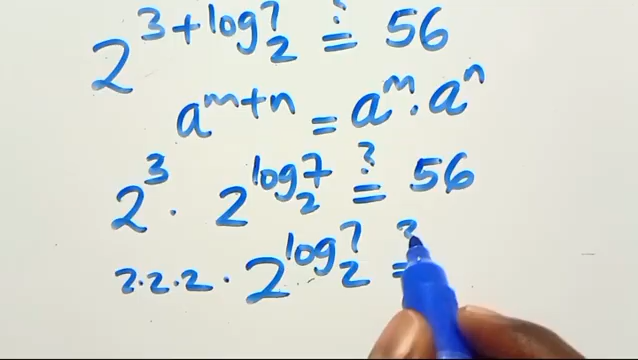 2^{3+log_2 7} ≟ 56
a^{m+n} = a^m · a^n
2^3 · 2^{log_2 7} ≟ 56
2·2·2 · 2^{log_2 7} ≟